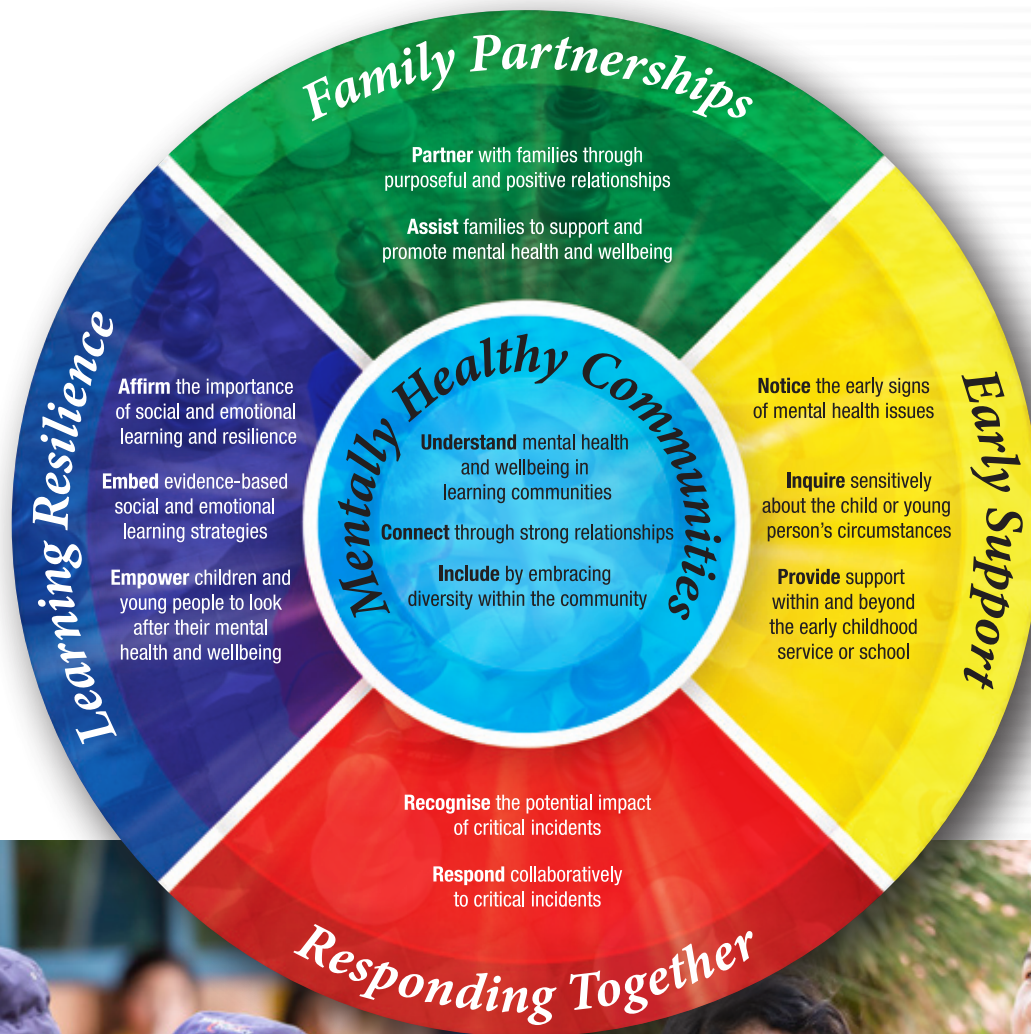 Family Partnerships
Partner with families through
purposeful and positive relationships
Assist families to support and
promote mental health and wellbeing
Learning Resilience
Affirm the importance
of social and emotional
learning and resilience
Embed evidence-based
social and emotional
learning strategies
Empower children and
young people to look
after their mental
health and wellbeing
Mentally Healthy Communities
Understand mental health
and wellbeing in
learning communities
Connect through strong relationships
Include by embracing
diversity within the community
Early Support
Notice the early signs
of mental health issues
Inquire sensitively
about the child or young
person's circumstances
Provide support
within and beyond
the early childhood
service or school
Recognise the potential impact
of critical incidents
Respond collaboratively
to critical incidents
Responding Together